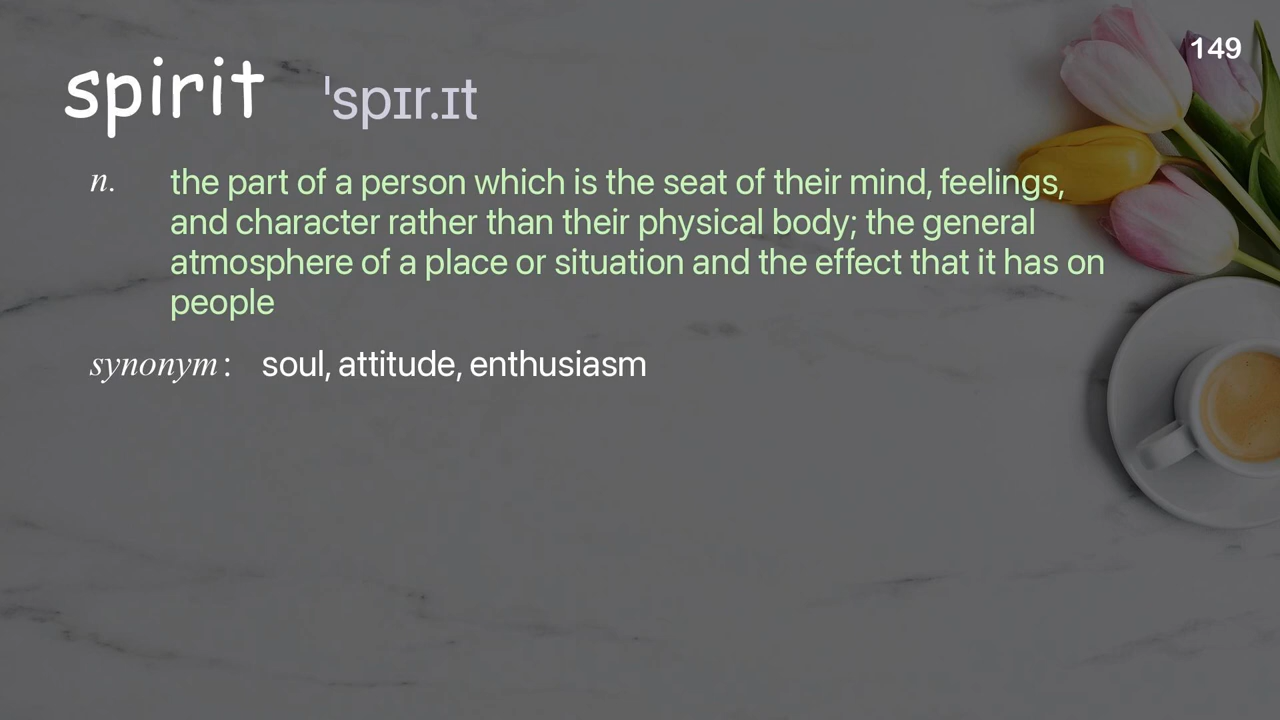 149
spirit ˈspɪr.ɪt
n. the part of a person which is the seat of their mind, feelings,
and character rather than their physical body; the general
atmosphere of a place or situation and the effect that it has on
people
synonym: soul, attitude, enthusiasm